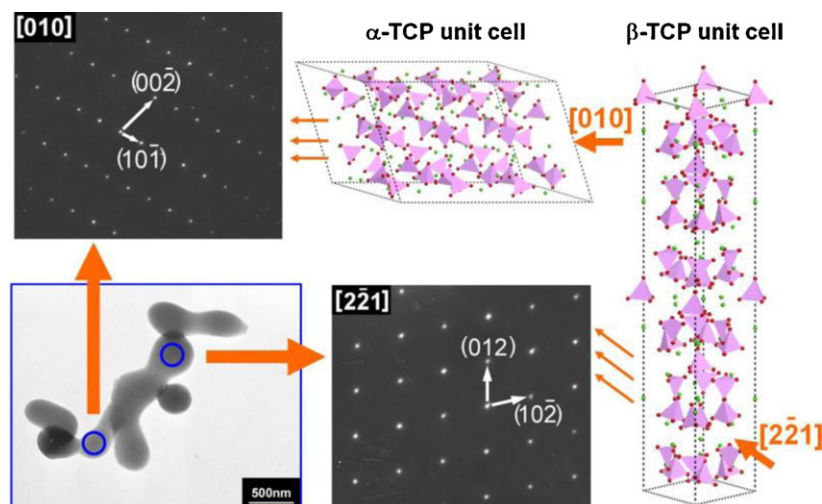 [010]
α-TCP unit cell
β-TCP unit cell
(002̄)
(101̄)
[010]
[22̄1]
(012)
(102̄)
[22̄1]
500nm